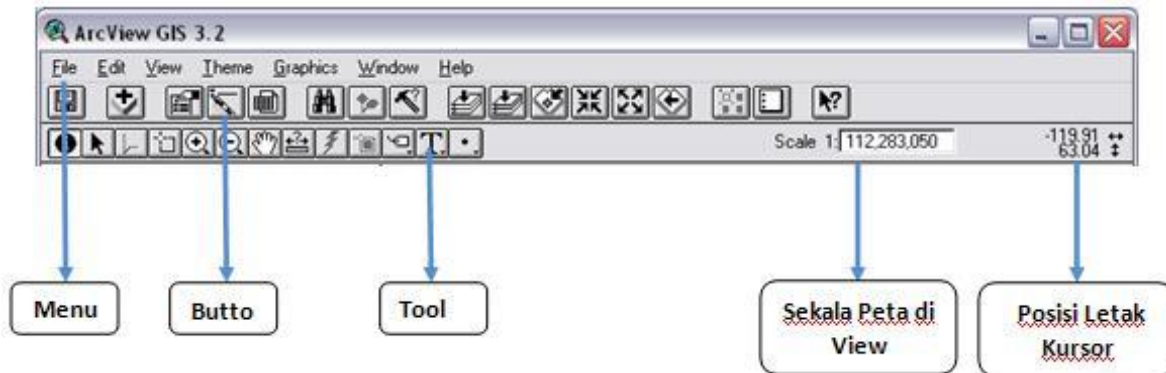 ArcView GIS 3.2
File Edit View Theme Graphics Window Help
Scale 1: 112,283,050
-119.91
63.04
Menu
Butto
Tool
Sekala Peta di
View
Posisi Letak
Kursor